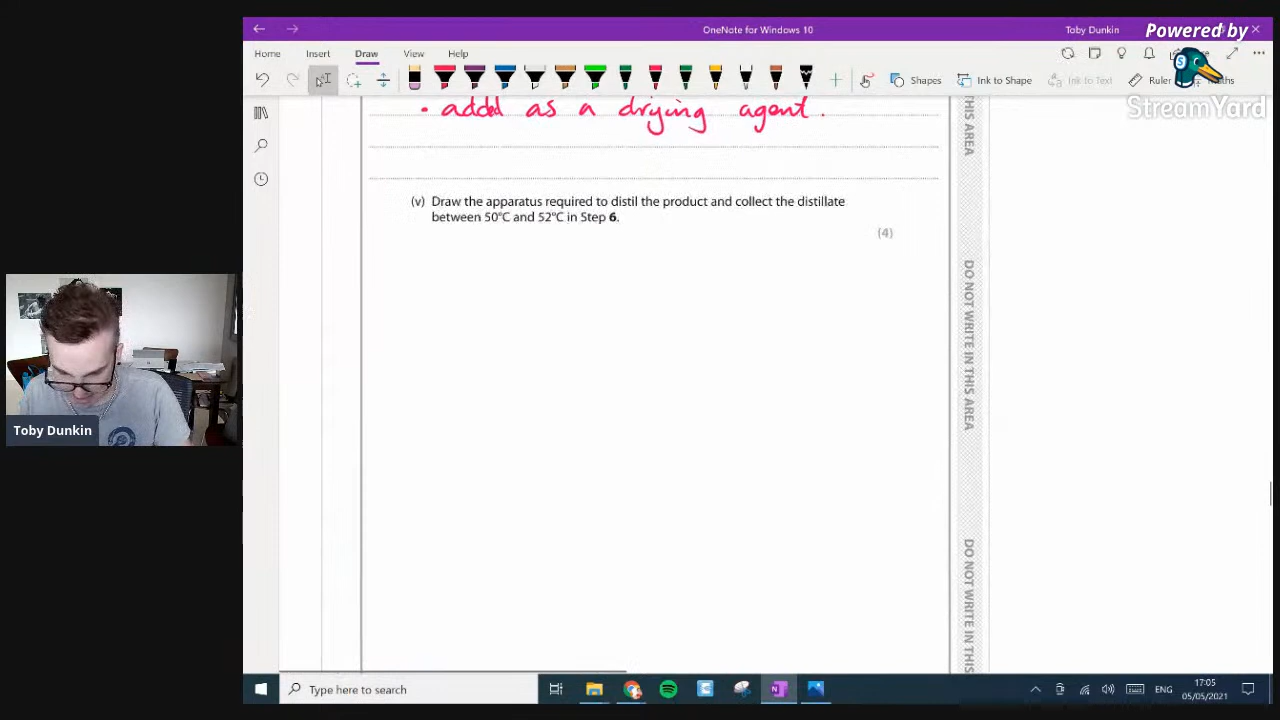 OneNote for Windows 10
Toby Dunkin
Powered by
StreamYard
Home
Insert
Draw
View
Help
Shapes
Ink to Shape
Ink to Text
Ruler
Maths
• added as a drying agent.
(v) Draw the apparatus required to distil the product and collect the distillate
between 50°C and 52°C in Step 6.
(4)
THIS AREA
DO NOT WRITE IN THIS AREA
DO NOT WRITE IN THIS
Toby Dunkin
Type here to search
ENG
17:05
05/05/2021